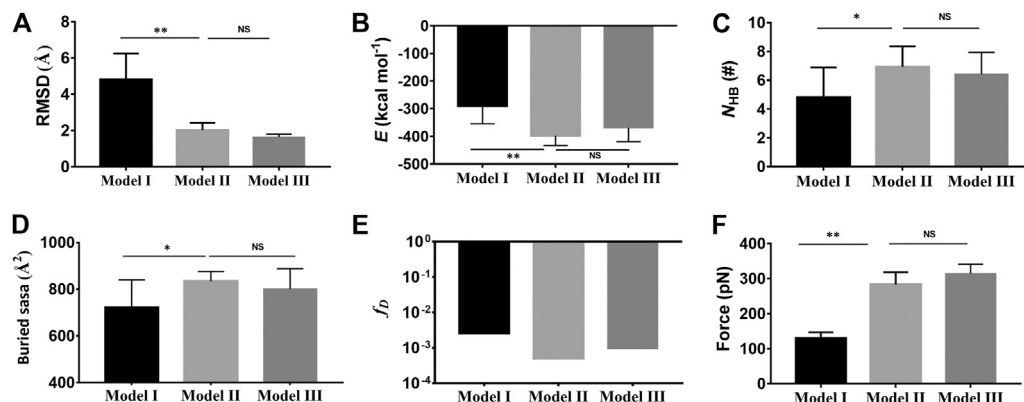 A
RMSD (Å)
8
6
4
2
0
**
NS
Model I Model II Model III
B
E (kcal mol⁻¹)
0
-100
-200
-300
-400
-500
**
NS
Model I Model II Model III
C
N_HB (#)
10
8
6
4
2
0
*
NS
Model I Model II Model III
D
Buried sasa (Å²)
1000
800
600
400
*
NS
Model I Model II Model III
E
f_D
10⁰
10⁻¹
10⁻²
10⁻³
10⁻⁴
Model I Model II Model III
F
Force (pN)
400
300
200
100
0
**
NS
Model I Model II Model III